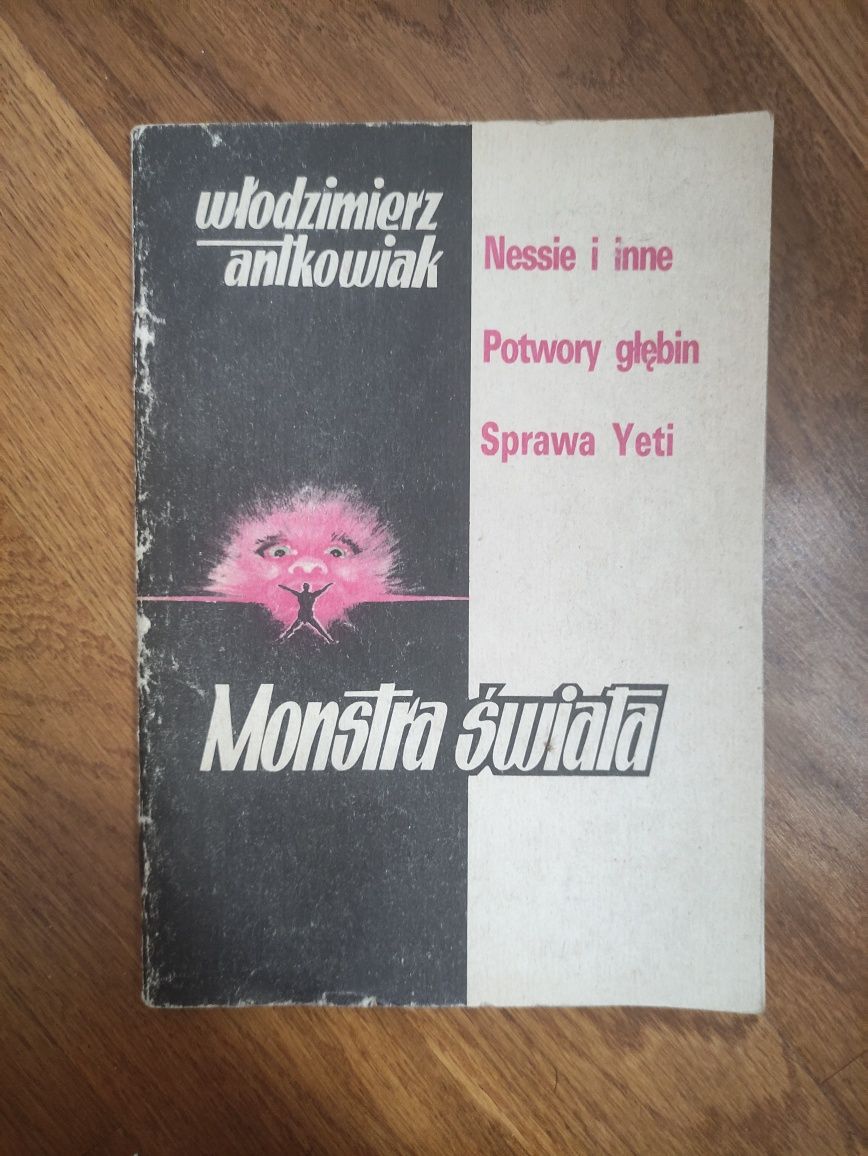 włodzimierz
antkowiak
Nessie i inne
Potwory głębin
Sprawa Yeti
Monstra świata